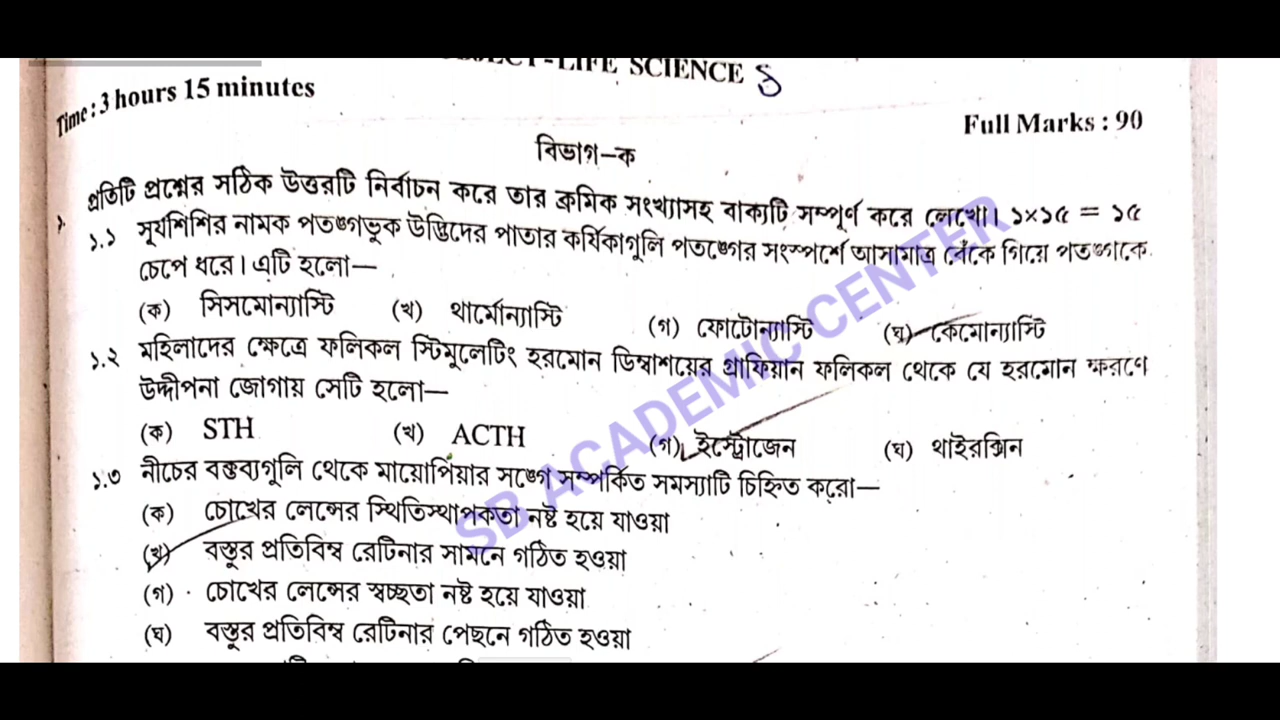 LIFE SCIENCE S
Time : 3 hours 15 minutes
Full Marks : 90
বিভাগ–ক
১. প্রতিটি প্রশ্নের সঠিক উত্তরটি নির্বাচন করে তার ক্রমিক সংখ্যাসহ বাক্যটি সম্পূর্ণ করে লেখো। ১×১৫ = ১৫
১.১ সূর্যশিশির নামক পতঙ্গভুক উদ্ভিদের পাতার কর্ষিকাগুলি পতঙ্গের সংস্পর্শে আসামাত্র বেঁকে গিয়ে পতঙ্গকে
চেপে ধরে। এটি হলো—
(ক) সিসমোন্যাস্টি (খ) থার্মোন্যাস্টি (গ) ফোটোন্যাস্টি (ঘ) কেমোন্যাস্টি
১.২ মহিলাদের ক্ষেত্রে ফলিকল স্টিমুলেটিং হরমোন ডিম্বাশয়ের গ্রাফিয়ান ফলিকল থেকে যে হরমোন ক্ষরণে
উদ্দীপনা জোগায় সেটি হলো—
(ক) STH (খ) ACTH (গ) ইস্ট্রোজেন (ঘ) থাইরক্সিন
১.৩ নীচের বক্তব্যগুলি থেকে মায়োপিয়ার সঙ্গে সম্পর্কিত সমস্যাটি চিহ্নিত করো—
(ক) চোখের লেন্সের স্থিতিস্থাপকতা নষ্ট হয়ে যাওয়া
(খ) বস্তুর প্রতিবিম্ব রেটিনার সামনে গঠিত হওয়া
(গ) চোখের লেন্সের স্বচ্ছতা নষ্ট হয়ে যাওয়া
(ঘ) বস্তুর প্রতিবিম্ব রেটিনার পেছনে গঠিত হওয়া
SB ACADEMIC CENTER